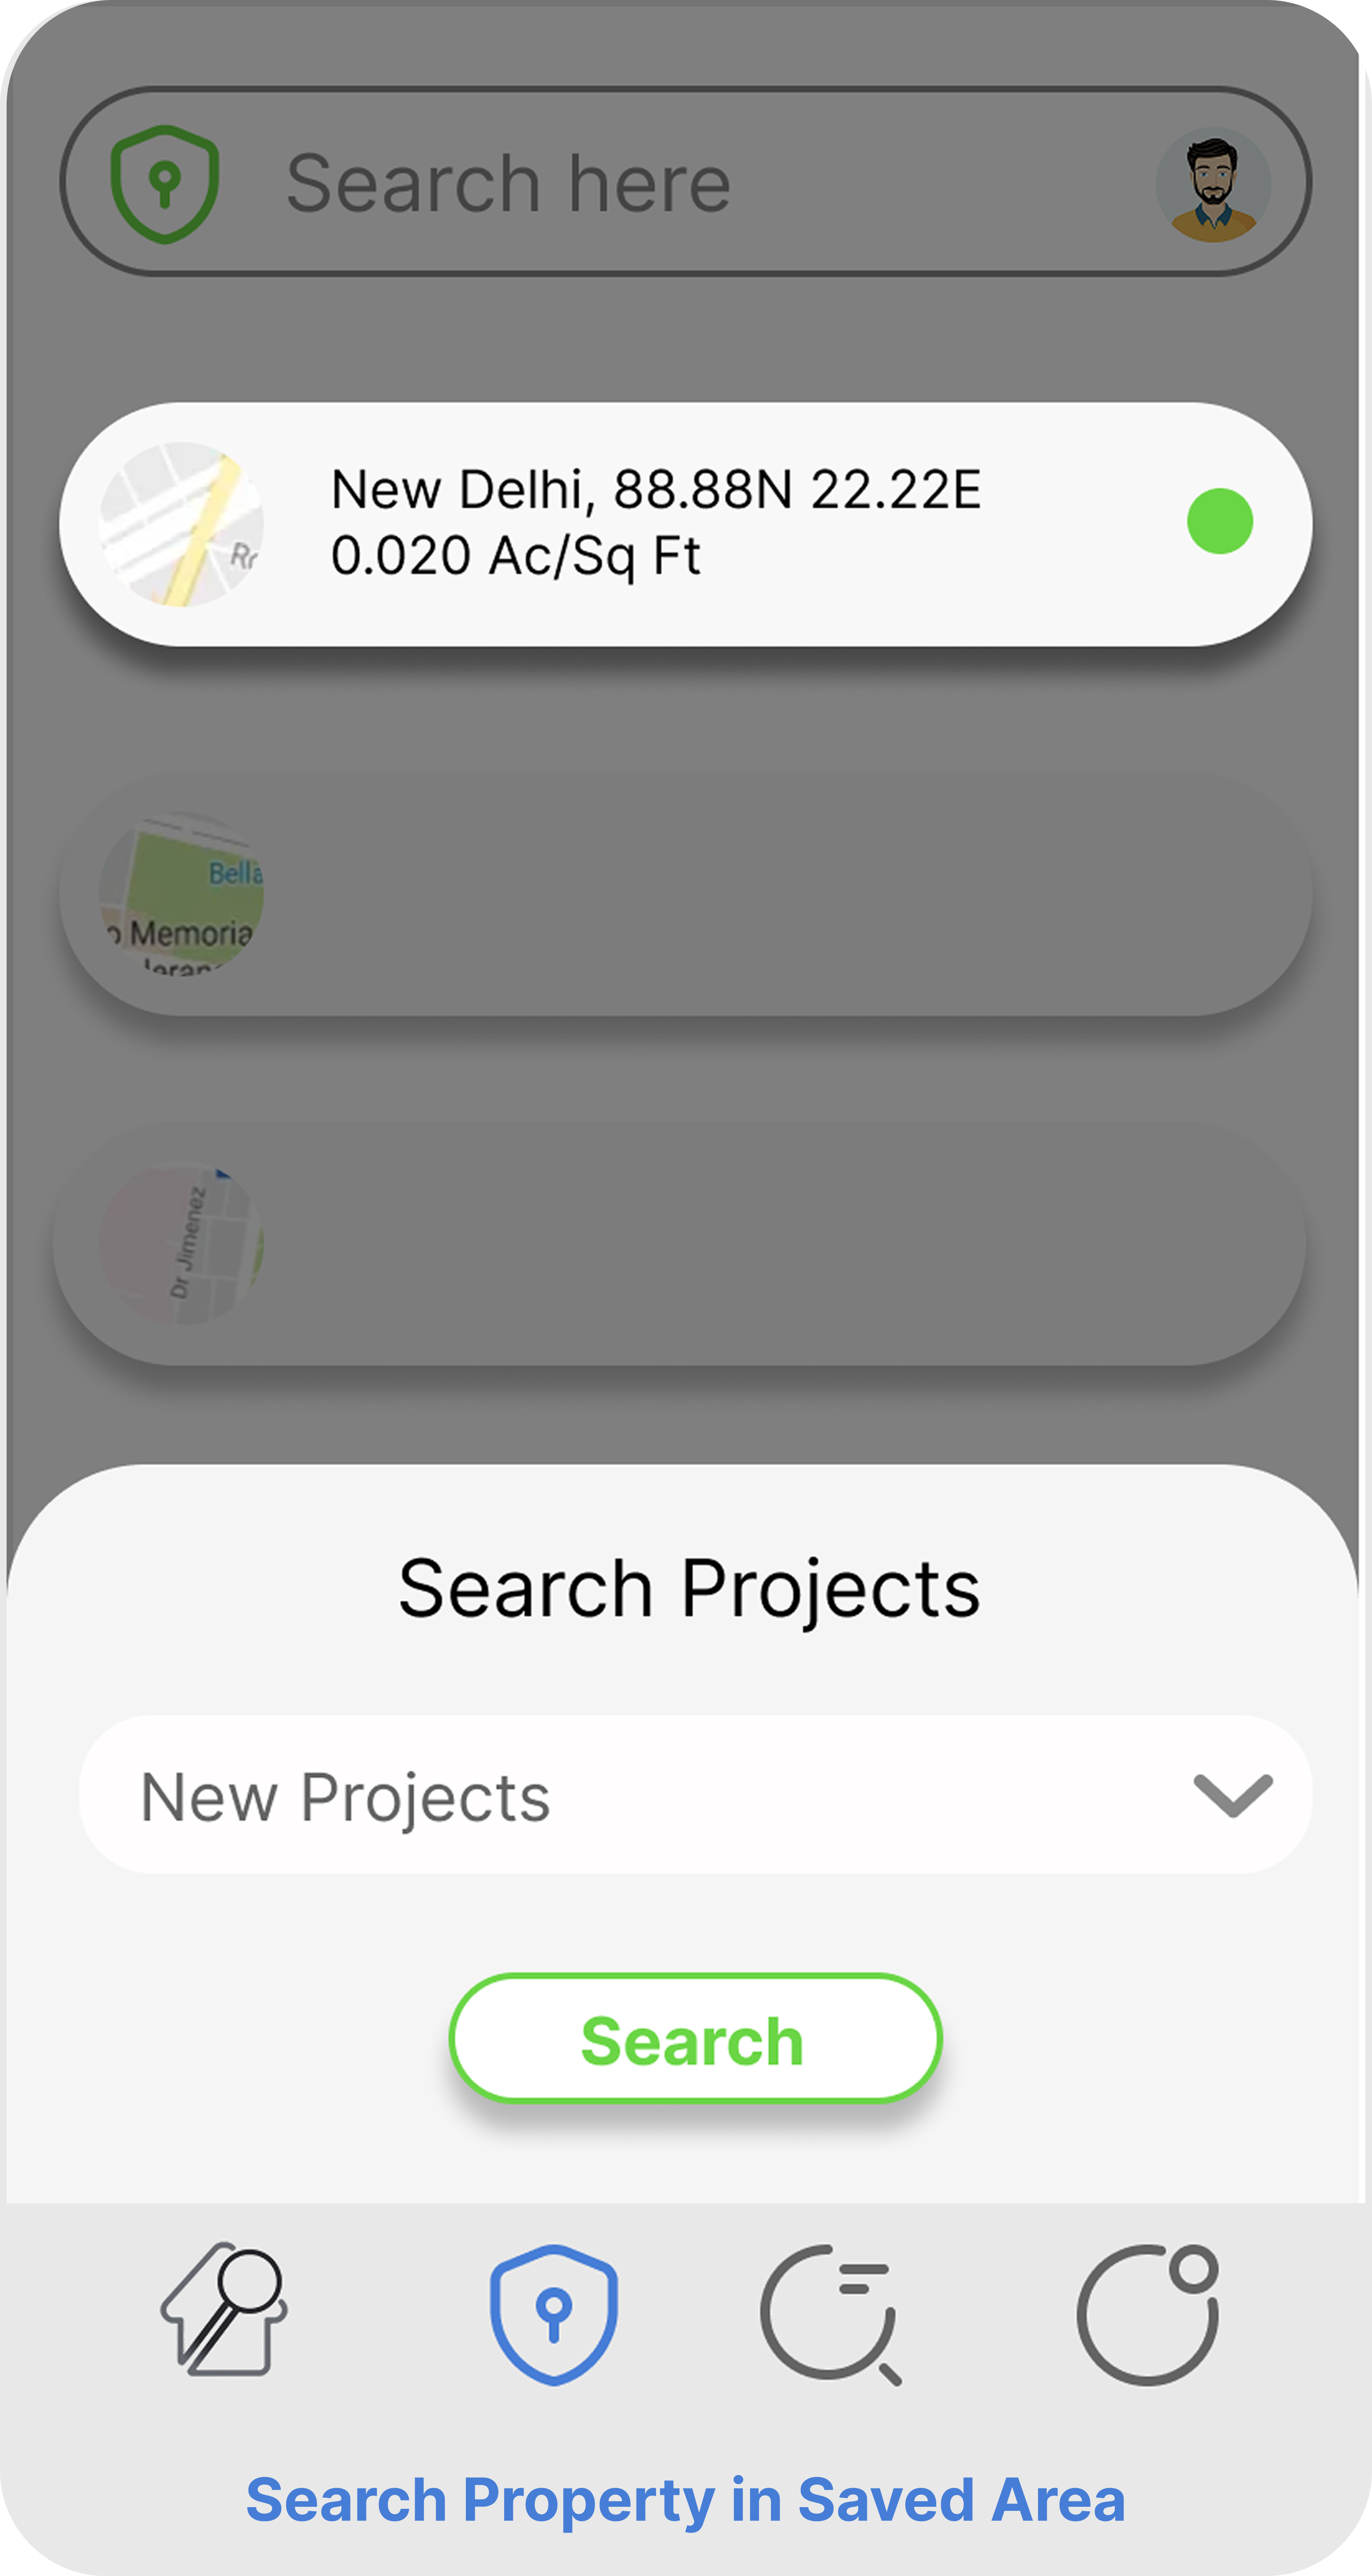 Search here
New Delhi, 88.88N 22.22E
0.020 Ac/Sq Ft
Bella
Memoria
Dr Jimenez
Search Projects
New Projects
Search
Search Property in Saved Area